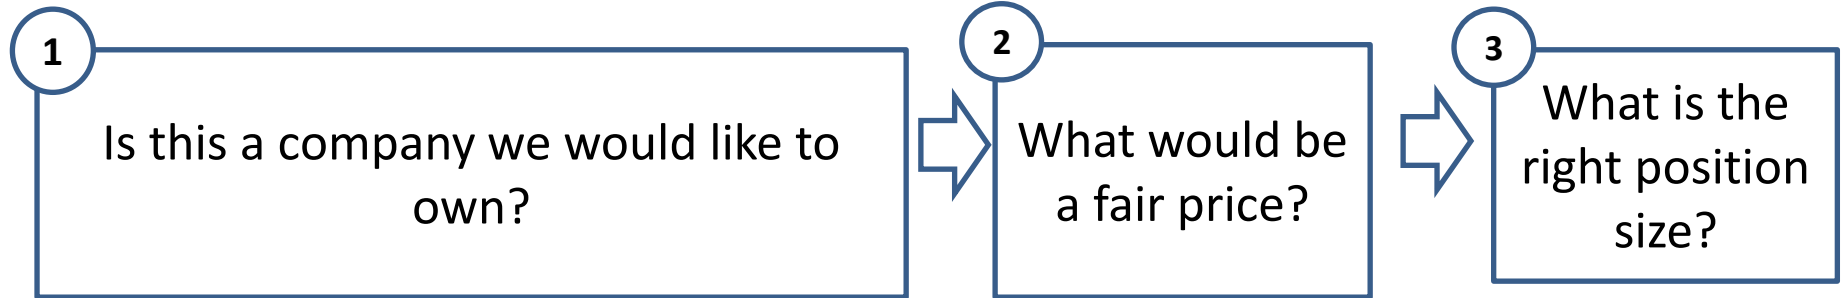 1
Is this a company we would like to
own?
2
What would be
a fair price?
3
What is the
right position
size?